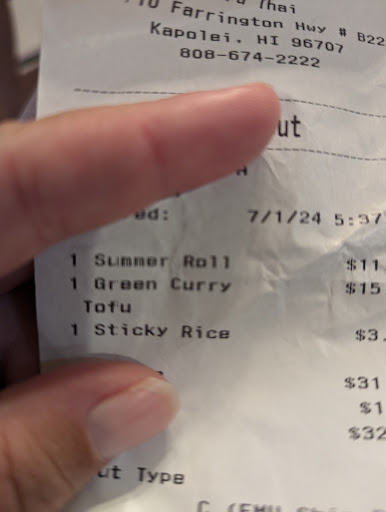 Thai
Farrington Hwy # B22
Kapolei. HI 96707
808-674-2222
ut
ed: 7/1/24 5:37
1 Summer Roll $11
1 Green Curry $15
Tofu
1 Sticky Rice $3.
$31
$1
$32
ut Type